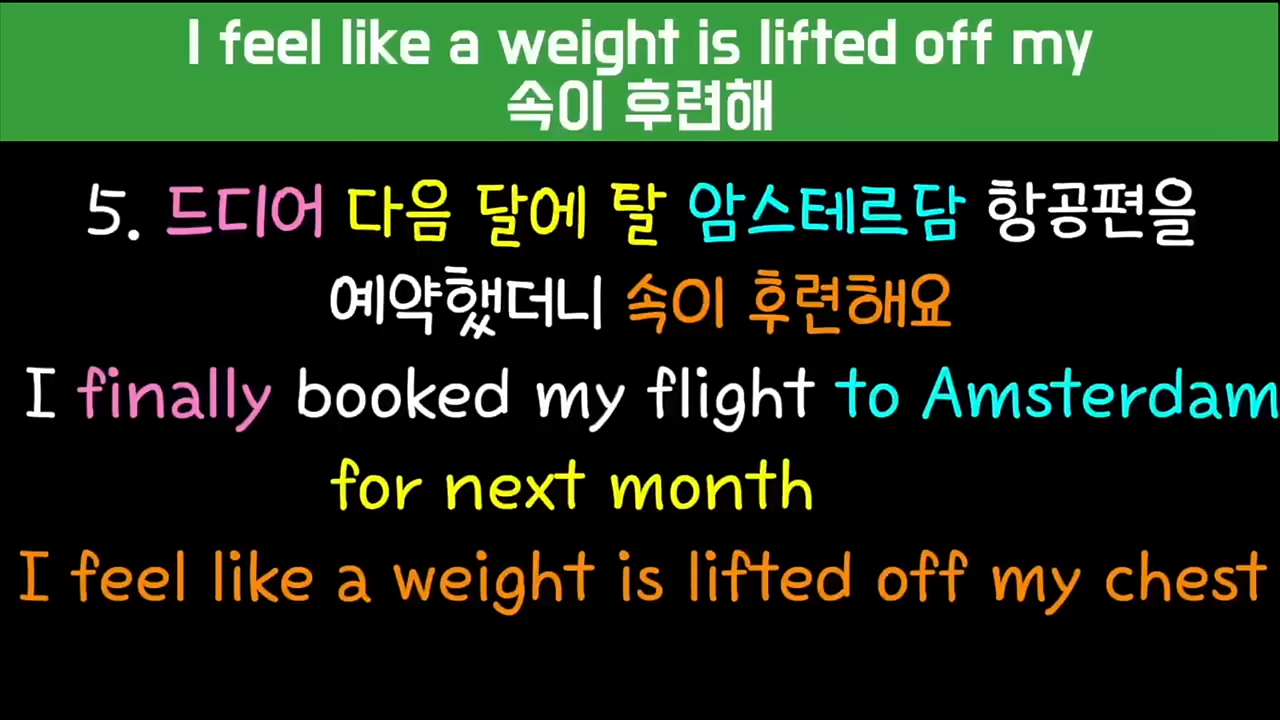 I feel like a weight is lifted off my
속이 후련해
5. 드디어 다음 달에 탈 암스테르담 항공편을
예약했더니 속이 후련해요
I finally booked my flight to Amsterdam
for next month
I feel like a weight is lifted off my chest